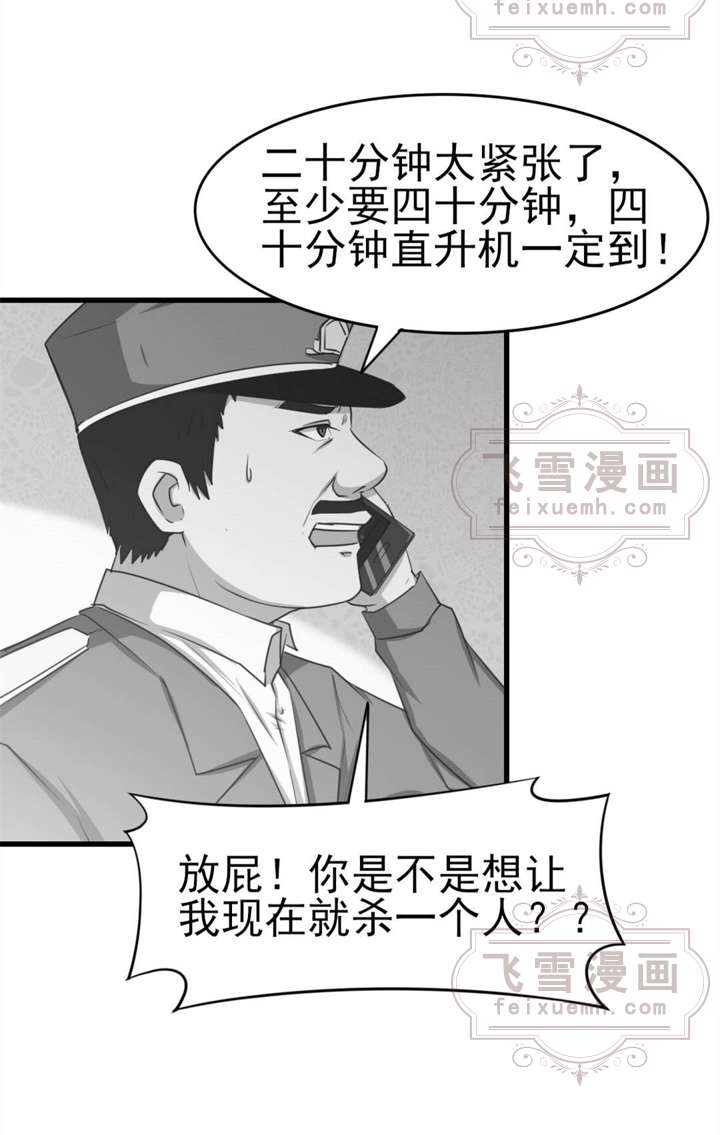 feixuemh.com
二十分钟太紧张了，
至少要四十分钟，四
十分钟直升机一定到！
飞雪漫画
feixuemh.com
放屁！你是不是想让
我现在就杀一个人？？
飞雪漫画
feixuemh.com